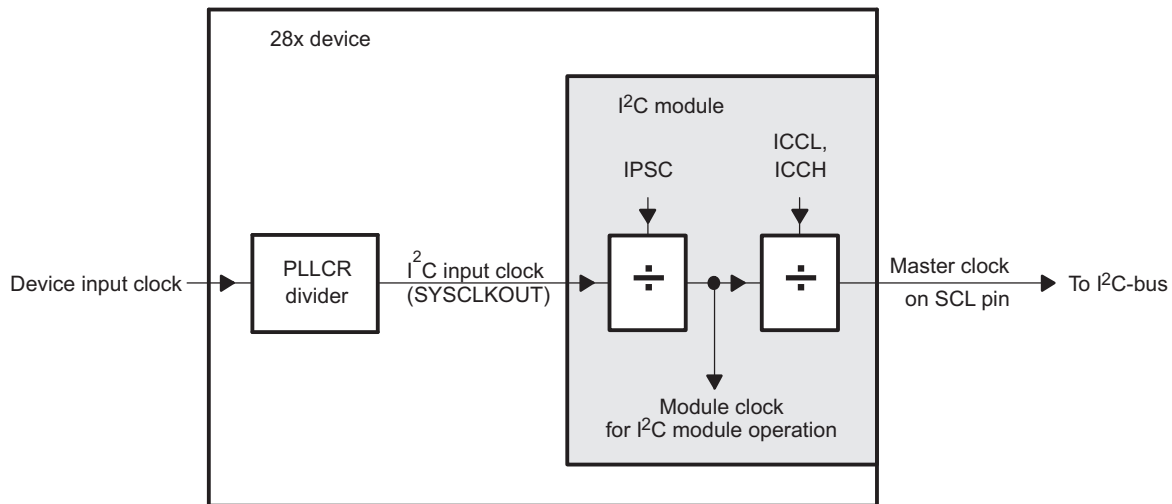 28x device
I²C module
ICCL,
ICCH
IPSC
÷
÷
Device input clock
PLLCR
divider
I²C input clock
(SYSCLKOUT)
Master clock
on SCL pin
To I²C-bus
Module clock
for I²C module operation